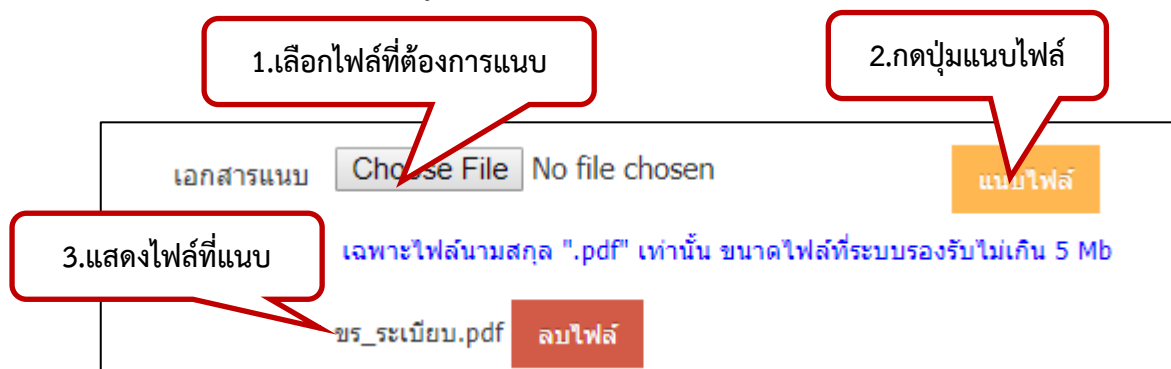 1.เลือกไฟล์ที่ต้องการแนบ
2.กดปุ่มแนบไฟล์
เอกสารแนบ Choose File No file chosen แนบไฟล์
3.แสดงไฟล์ที่แนบ
เฉพาะไฟล์นามสกุล ".pdf" เท่านั้น ขนาดไฟล์ที่ระบบรองรับไม่เกิน 5 Mb
ขร_ระเบียบ.pdf ลบไฟล์